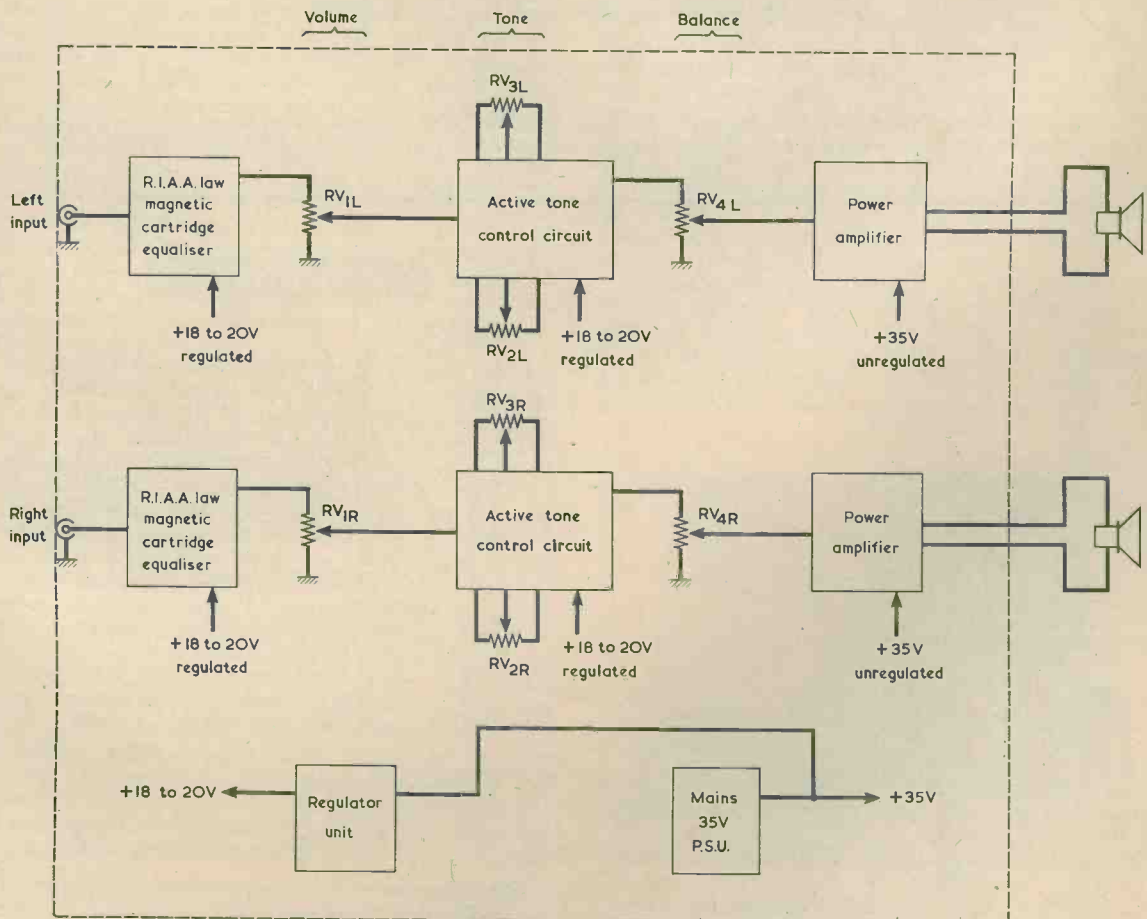 Volume
Tone
Balance
RV3L
Left
input
R.I.A.A. law
magnetic
cartridge
equaliser
RV1L
Active tone
control circuit
RV4L
Power
amplifier
+18 to 20V
regulated
RV2L
+18 to 20V
regulated
+35V
unregulated
RV3R
Right
input
R.I.A.A. law
magnetic
cartridge
equaliser
RV1R
Active tone
control circuit
RV4R
Power
amplifier
+18 to 20V
regulated
RV2R
+18 to 20V
regulated
+35V
unregulated
+18 to 20V
Regulator
unit
Mains
35V
P.S.U.
+35V